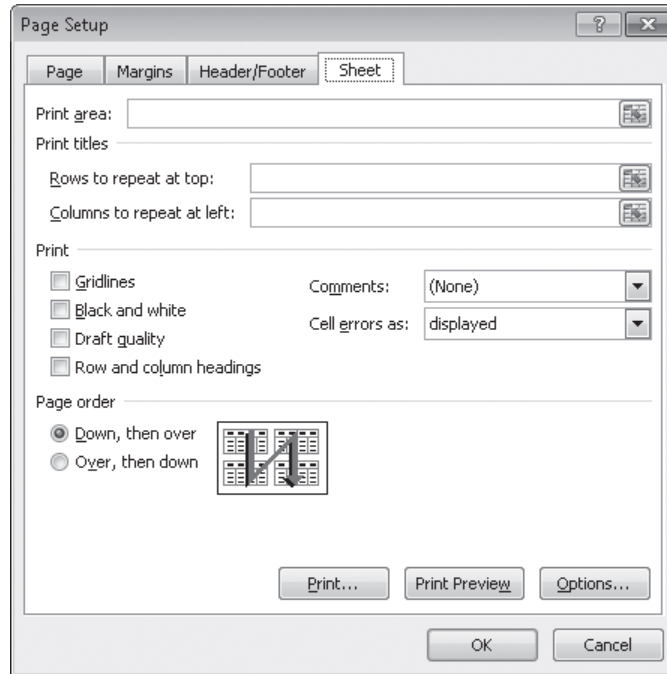 Page Setup
Page Margins Header/Footer Sheet
Print area:
Print titles
Rows to repeat at top:
Columns to repeat at left:
Print
Gridlines Comments: (None)
Black and white Cell errors as: displayed
Draft quality
Row and column headings
Page order
Down, then over
Over, then down
Print... Print Preview Options...
OK Cancel